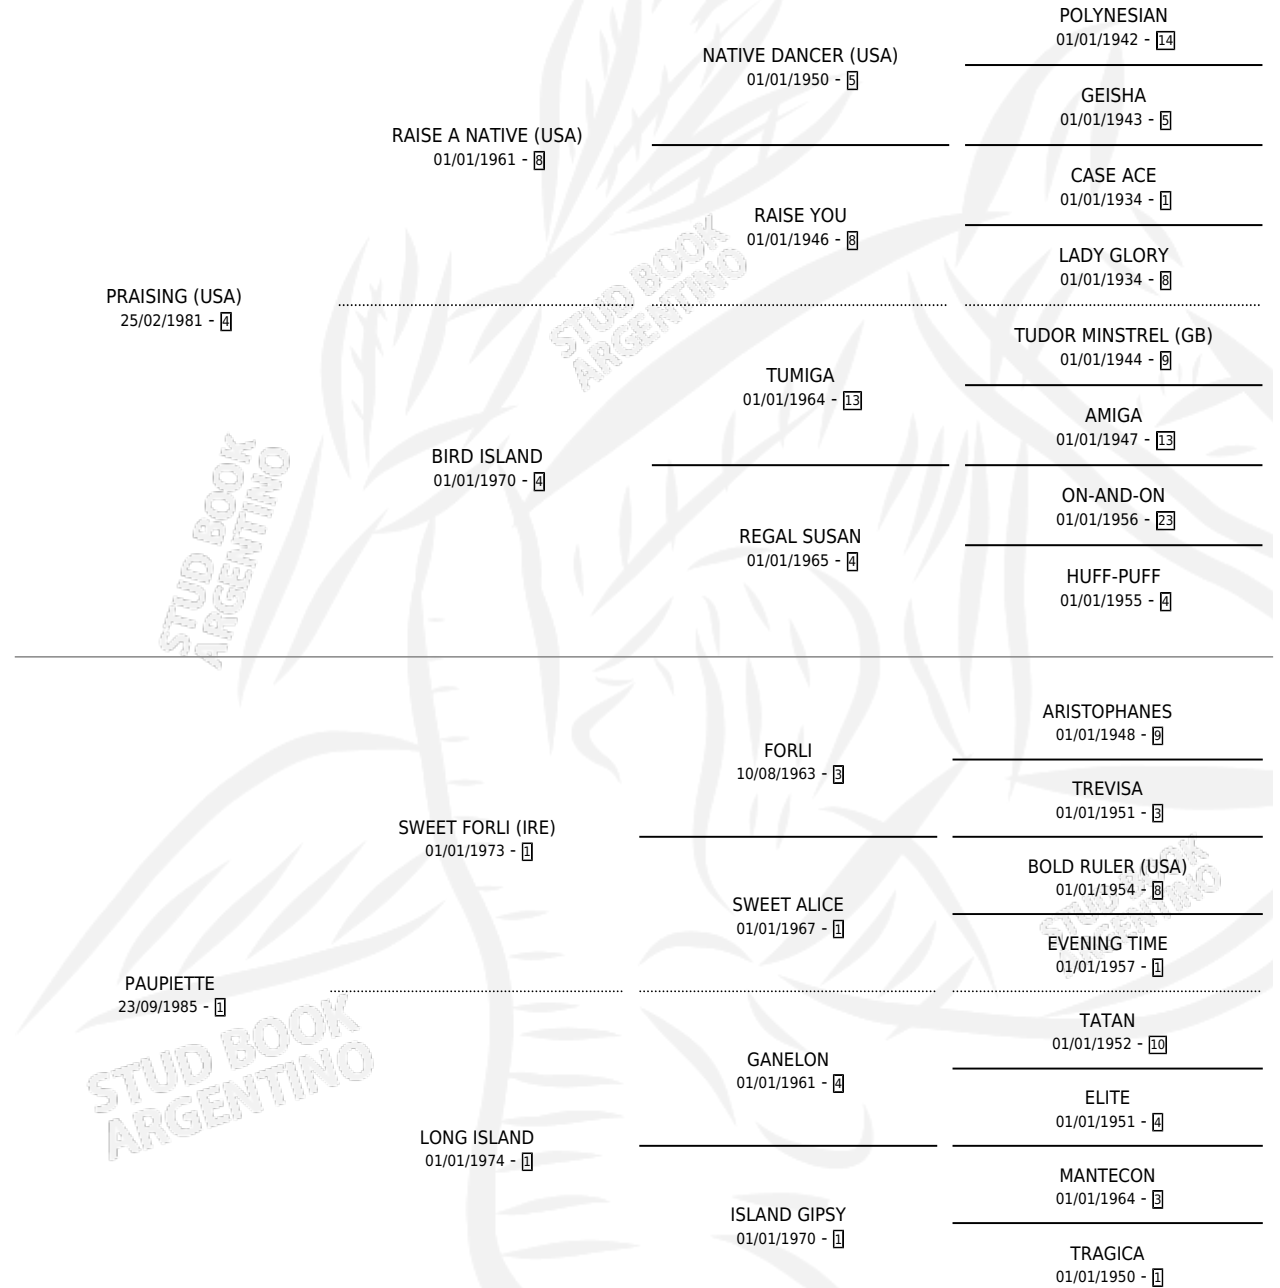 POLYNESIAN
01/01/1942 - 14
NATIVE DANCER (USA)
01/01/1950 - 5
GEISHA
01/01/1943 - 5
RAISE A NATIVE (USA)
01/01/1961 - 8
CASE ACE
01/01/1934 - 1
RAISE YOU
01/01/1946 - 8
LADY GLORY
01/01/1934 - 8
PRAISING (USA)
25/02/1981 - 4
STUD BOOK
ARGENTINO
TUDOR MINSTREL (GB)
01/01/1944 - 9
TUMIGA
01/01/1964 - 13
AMIGA
01/01/1947 - 13
BIRD ISLAND
01/01/1970 - 4
ON-AND-ON
01/01/1956 - 23
REGAL SUSAN
01/01/1965 - 4
HUFF-PUFF
01/01/1955 - 4
STUD BOOK
ARGENTINO
ARISTOPHANES
01/01/1948 - 9
FORLI
10/08/1963 - 3
TREVISA
01/01/1951 - 3
SWEET FORLI (IRE)
01/01/1973 - 1
BOLD RULER (USA)
01/01/1954 - 8
SWEET ALICE
01/01/1967 - 1
STUD BOOK
ARGENTINO
EVENING TIME
01/01/1957 - 1
PAUPIETTE
23/09/1985 - 1
TATAN
01/01/1952 - 10
GANELON
01/01/1961 - 4
ELITE
01/01/1951 - 4
STUD BOOK
ARGENTINO
LONG ISLAND
01/01/1974 - 1
MANTECON
01/01/1964 - 3
ISLAND GIPSY
01/01/1970 - 1
TRAGICA
01/01/1950 - 1